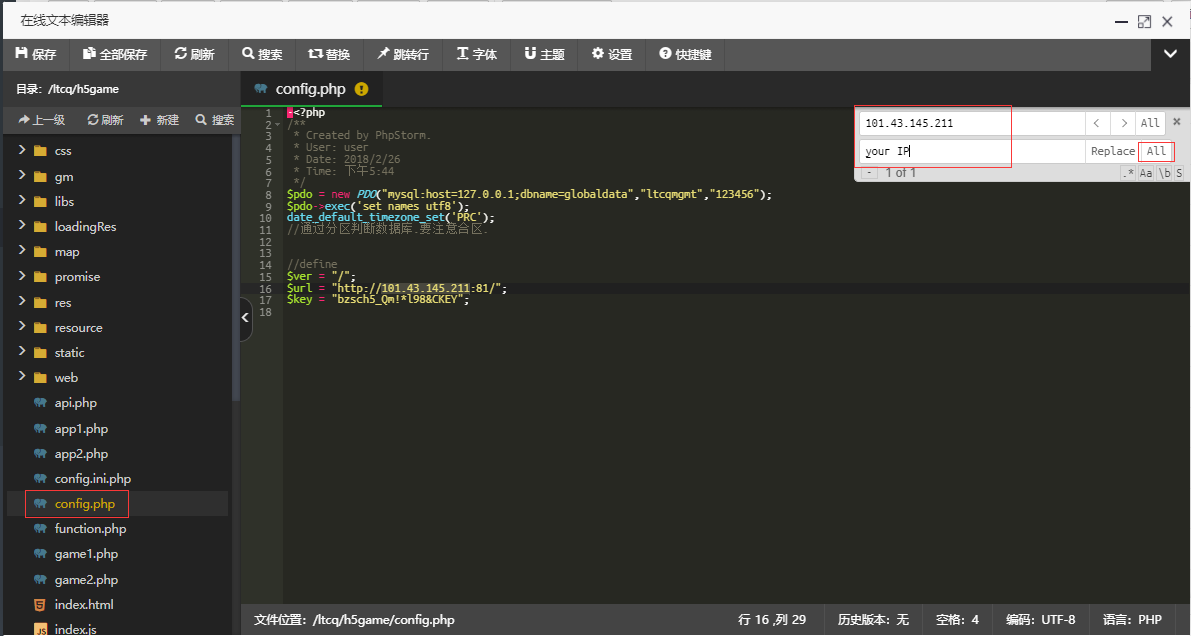 在线文本编辑器
保存 全部保存 刷新 搜索 替换 跳转行 字体 主题 设置 快捷键
目录: /ltcq/h5game
上一级 刷新 新建 搜索
css
gm
libs
loadingRes
map
promise
res
resource
static
web
api.php
app1.php
app2.php
config.ini.php
config.php
function.php
game1.php
game2.php
index.html
index.js
config.php
1 -<?php
2 /**
3 * Created by PhpStorm.
4 * User: user
5 * Date: 2018/2/26
6 * Time: 下午5:44
7 */
8 $pdo = new PDO("mysql:host=127.0.0.1;dbname=globaldata","ltcqmgmt","123456");
9 $pdo->exec('set names utf8');
10 date_default_timezone_set('PRC');
11 //通过分区判断数据库.要注意合区.
12
13
14 //define
15 $ver = "/";
16 $url = "http://101.43.145.211:81/";
17 $key = "bzsch5_Qm!*l98&CKEY";
18
101.43.145.211 < > All
your IP Replace All
- 1 of 1 .* Aa \b S
文件位置: /ltcq/h5game/config.php 行 16 ,列 29 历史版本: 无 空格: 4 编码: UTF-8 语言: PHP